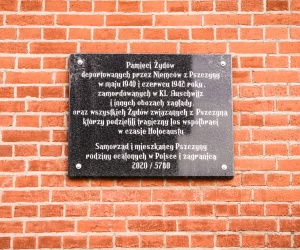 Pamięci Żydów
deportowanych przez Niemców z Pszczyny
w maju 1940 i czerwcu 1942 roku,
zamordowanych w KL Auschwitz
i innych obozach zagłady,
oraz wszystkich Żydów związanych z Pszczyną
którzy podzielili tragiczny los współbraci
w czasie Holocaustu.
Samorząd i mieszkańcy Pszczyny
rodziny ocalonych w Polsce i zagranicą
2020 / 5780